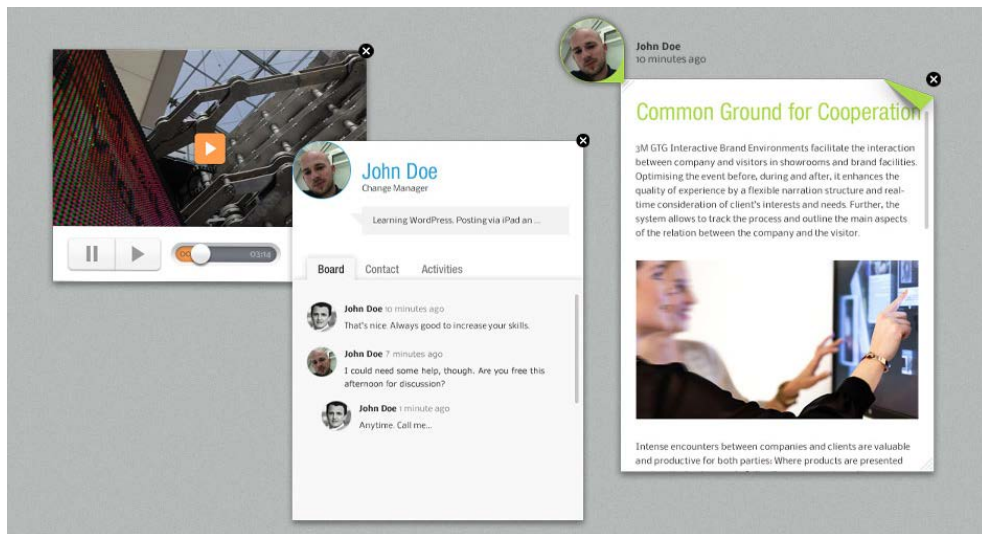 John Doe
10 minutes ago
Common Ground for Cooperation
3M GTG Interactive Brand Environments facilitate the interaction
between company and visitors in showrooms and brand facilities.
Optimising the event before, during and after, it enhances the
quality of experience by a flexible narration structure and real-
time consideration of client's interests and needs. Further, the
system allows to track the process and outline the main aspects
of the relation between the company and the visitor.
Intense encounters between companies and clients are valuable
and productive for both parties: Where products are presented
John Doe
Change Manager
Learning WordPress. Posting via iPad an ...
Board Contact Activities
John Doe 10 minutes ago
That's nice. Always good to increase your skills.
John Doe 7 minutes ago
I could need some help, though. Are you free this
afternoon for discussion?
John Doe 1 minute ago
Anytime. Call me...
03:14